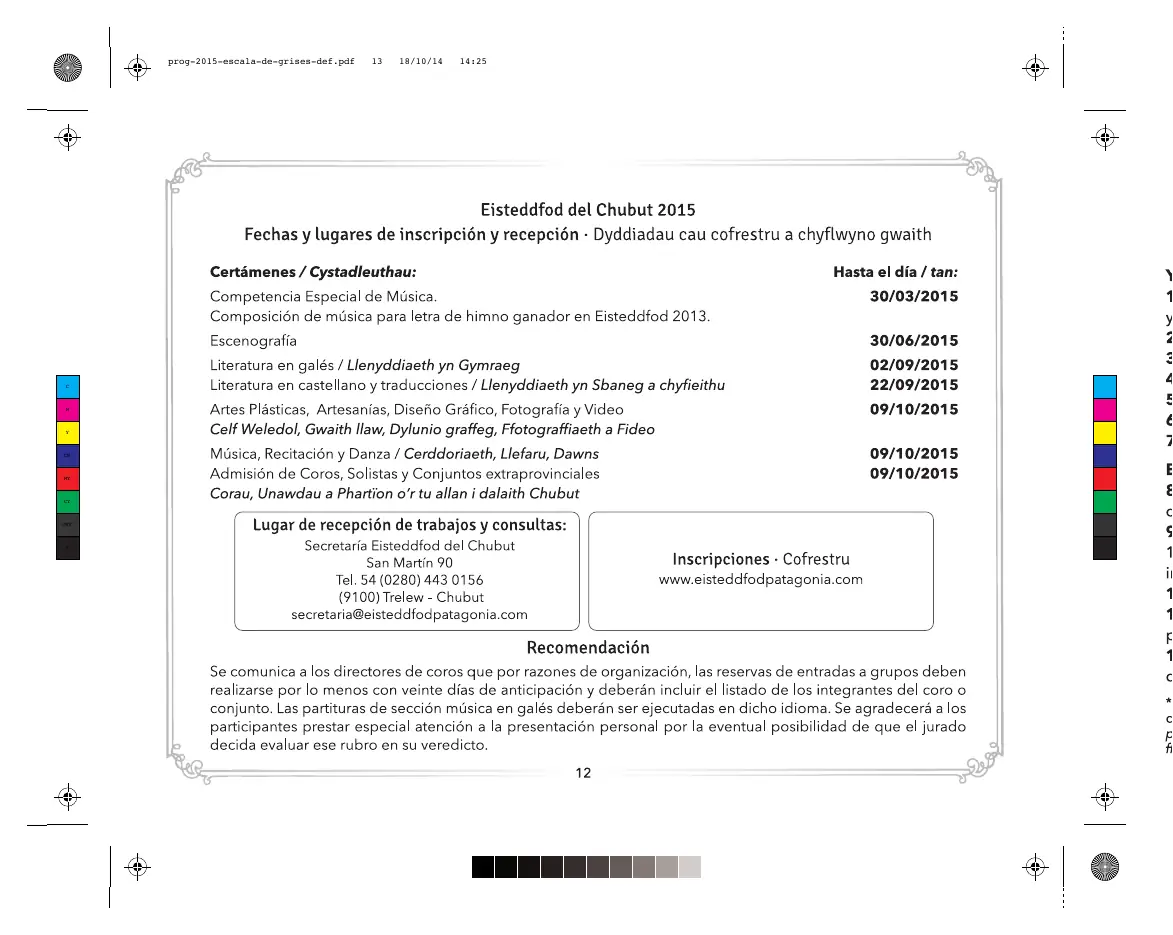 prog-2015-escala-de-grises-def.pdf 13 18/10/14 14:25
Eisteddfod del Chubut 2015
Fechas y lugares de inscripción y recepción · Dyddiadau cau cofrestru a chyflwyno gwaith
Certámenes / Cystadleuthau: Hasta el día / tan:
Competencia Especial de Música. 30/03/2015
Composición de música para letra de himno ganador en Eisteddfod 2013.
Escenografía 30/06/2015
Literatura en galés / Llenyddiaeth yn Gymraeg 02/09/2015
Literatura en castellano y traducciones / Llenyddiaeth yn Sbaneg a chyfieithu 22/09/2015
Artes Plásticas, Artesanías, Diseño Gráfico, Fotografía y Video 09/10/2015
Celf Weledol, Gwaith llaw, Dylunio graffeg, Ffotograffiaeth a Fideo
Música, Recitación y Danza / Cerddoriaeth, Llefaru, Dawns 09/10/2015
Admisión de Coros, Solistas y Conjuntos extraprovinciales 09/10/2015
Corau, Unawdau a Phartïon o'r tu allan i dalaith Chubut
Lugar de recepción de trabajos y consultas:
Secretaría Eisteddfod del Chubut
San Martín 90
Tel. 54 (0280) 443 0156
(9100) Trelew - Chubut
secretaria@eisteddfodpatagonia.com
Inscripciones · Cofrestru
www.eisteddfodpatagonia.com
Recomendación
Se comunica a los directores de coros que por razones de organización, las reservas de entradas a grupos deben
realizarse por lo menos con veinte días de anticipación y deberán incluir el listado de los integrantes del coro o
conjunto. Las partituras de sección música en galés deberán ser ejecutadas en dicho idioma. Se agradecerá a los
participantes prestar especial atención a la presentación personal por la eventual posibilidad de que el jurado
decida evaluar ese rubro en su veredicto.
12